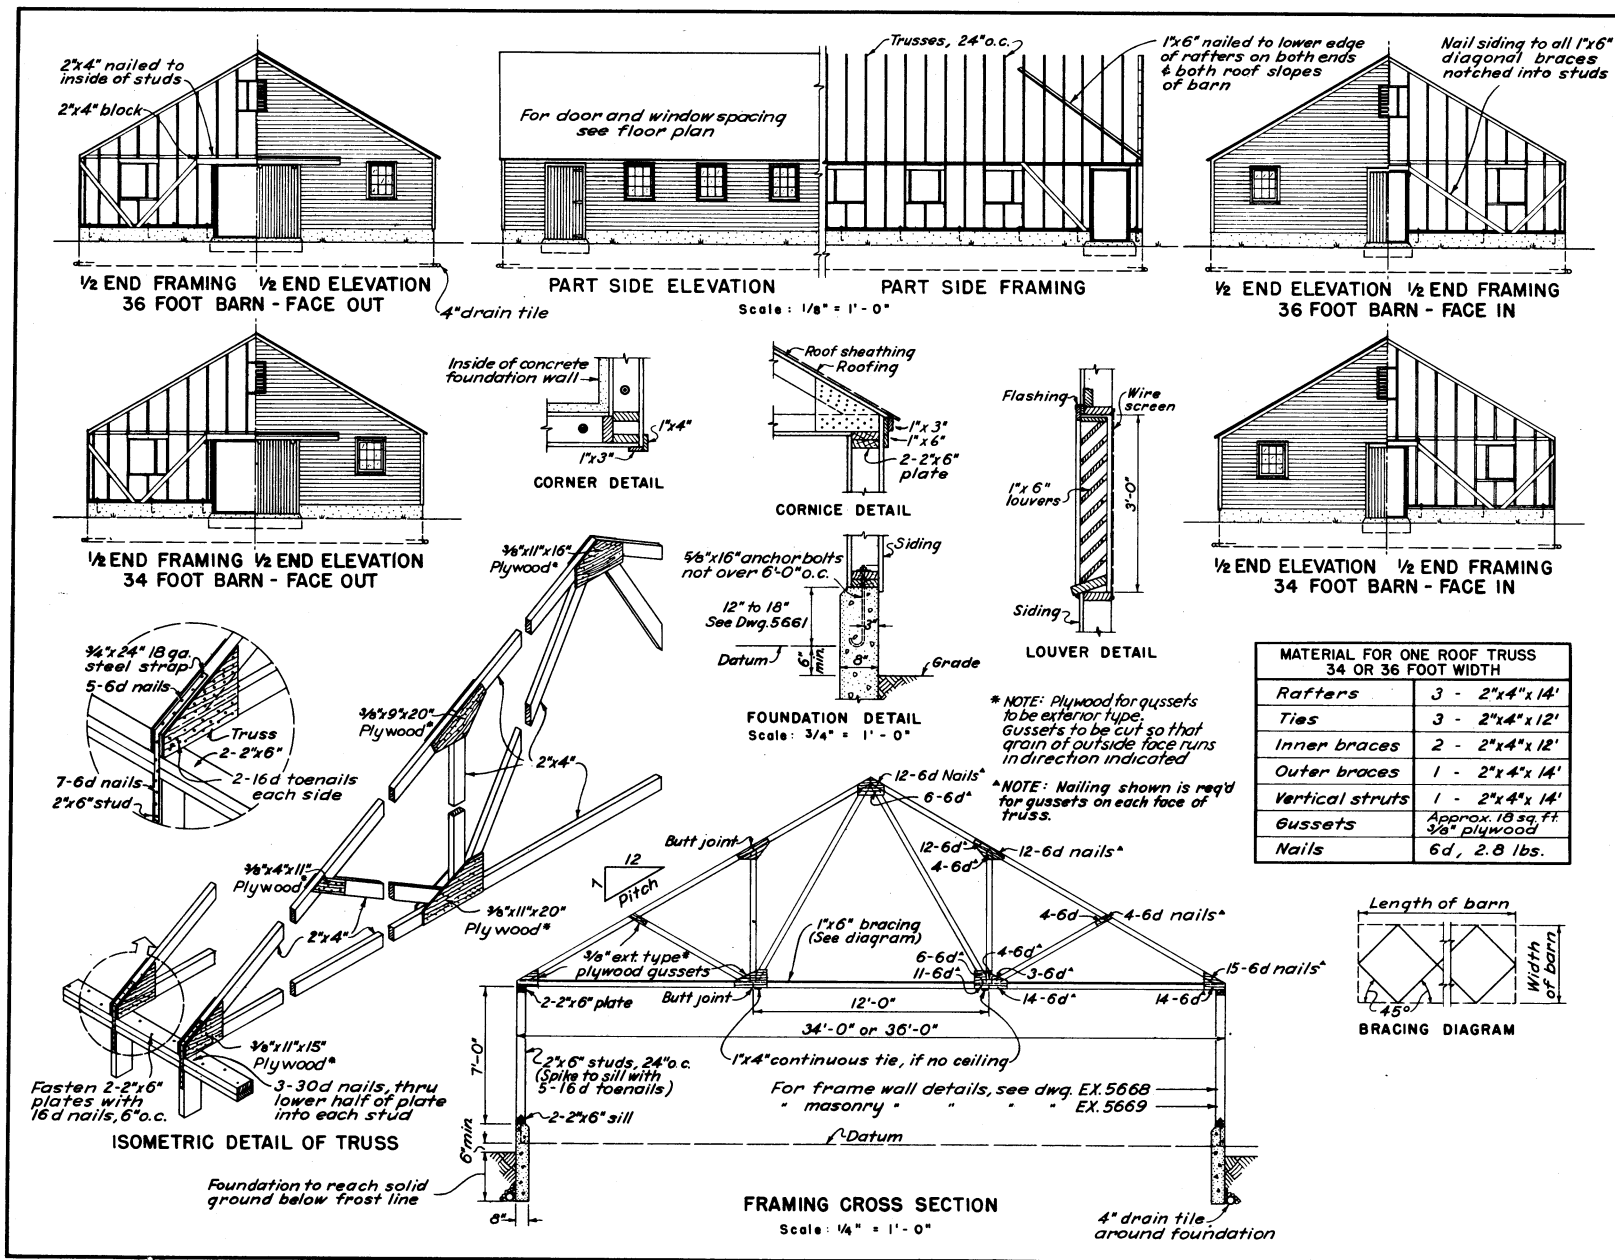 2"x4" nailed to
inside of studs
2"x4" block
½ END FRAMING ½ END ELEVATION
36 FOOT BARN - FACE OUT
4" drain tile
For door and window spacing
see floor plan
Trusses, 24" o.c.
PART SIDE ELEVATION
PART SIDE FRAMING
Scale: 1/8" = 1'-0"
1"x6" nailed to lower edge
of rafters on both ends
& both roof slopes
of barn
Nail siding to all 1"x6"
diagonal braces
notched into studs
½ END ELEVATION ½ END FRAMING
36 FOOT BARN - FACE IN
½ END FRAMING ½ END ELEVATION
34 FOOT BARN - FACE OUT
Inside of concrete
foundation wall
1"x4"
1"x3"
CORNER DETAIL
Roof sheathing
Roofing
1"x3"
1"x6"
2-2"x6"
plate
CORNICE DETAIL
Flashing
Wire
screen
1"x6"
louvers
3'-0"
Siding
LOUVER DETAIL
½ END ELEVATION ½ END FRAMING
34 FOOT BARN - FACE IN
5/8"x16" anchor bolts
not over 6'-0" o.c.
Siding
12" to 18"
See Dwg. 5661
3"
Datum
6"
min.
8"
Grade
FOUNDATION DETAIL
Scale: 3/4" = 1'-0"
3/4"x24" 18 ga.
steel strap
5-6d nails
Truss
2-2"x6"
7-6d nails
2"x6" stud
2-16d toenails
each side
3/8"x11"x16"
Plywood*
3/8"x9"x20"
Plywood*
2"x4"
3/8"x4"x11"
Plywood*
3/8"x11"x20"
Plywood*
2"x4"
3/8"x11"x15"
Plywood*
Fasten 2-2"x6"
plates with
16d nails, 6" o.c.
3-30d nails, thru
lower half of plate
into each stud
ISOMETRIC DETAIL OF TRUSS
* NOTE: Plywood for gussets
to be exterior type.
Gussets to be cut so that
grain of outside face runs
in direction indicated
▵NOTE: Nailing shown is req'd
for gussets on each face of
truss.
MATERIAL FOR ONE ROOF TRUSS
34 OR 36 FOOT WIDTH
Rafters 3 - 2"x4"x14'
Ties 3 - 2"x4"x12'
Inner braces 2 - 2"x4"x12'
Outer braces 1 - 2"x4"x14'
Vertical struts 1 - 2"x4"x14'
Gussets Approx. 18 sq. ft.
3/8" plywood
Nails 6d, 2.8 lbs.
12
7
Pitch
Butt joint
12-6d Nails▵
6-6d▵
12-6d▵
12-6d nails▵
4-6d▵
4-6d
4-6d nails▵
1"x6" bracing
(See diagram)
3/8" ext. type*
plywood gussets
6-6d▵
4-6d▵
11-6d▵
3-6d▵
15-6d nails▵
2-2"x6" plate
Butt joint
12'-0"
14-6d▵
14-6d
34'-0" or 36'-0"
7'-0"
2"x6" studs, 24" o.c.
(Spike to sill with
5-16d toenails)
1"x4" continuous tie, if no ceiling
For frame wall details, see dwg. EX. 5668
" masonry " " " " EX. 5669
2-2"x6" sill
6" min
Datum
Foundation to reach solid
ground below frost line
8"
FRAMING CROSS SECTION
Scale: 1/4" = 1'-0"
4" drain tile
around foundation
Length of barn
Width
of barn
45°
BRACING DIAGRAM